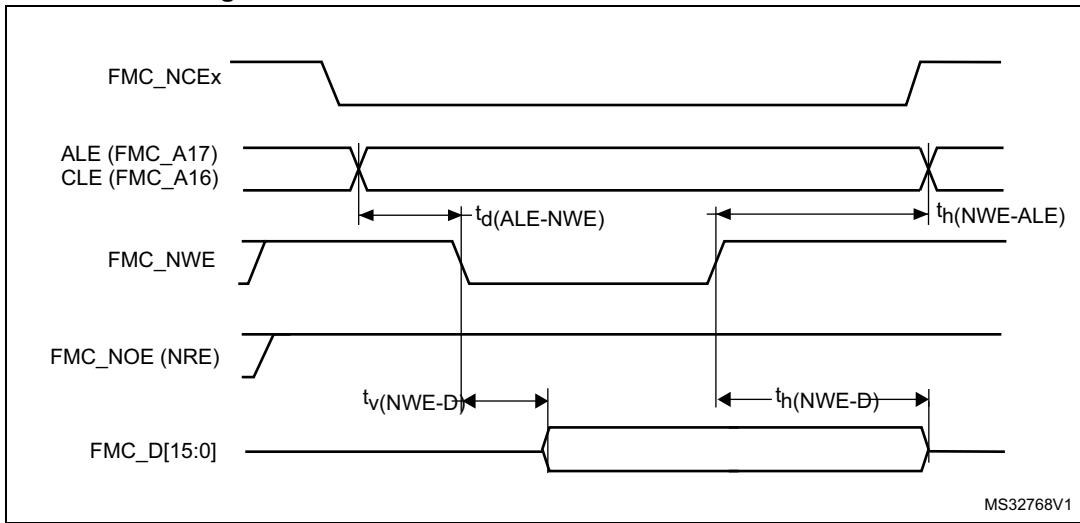 FMC_NCEx
ALE (FMC_A17)
CLE (FMC_A16)
td(ALE-NWE)
th(NWE-ALE)
FMC_NWE
FMC_NOE (NRE)
tv(NWE-D)
th(NWE-D)
FMC_D[15:0]
MS32768V1